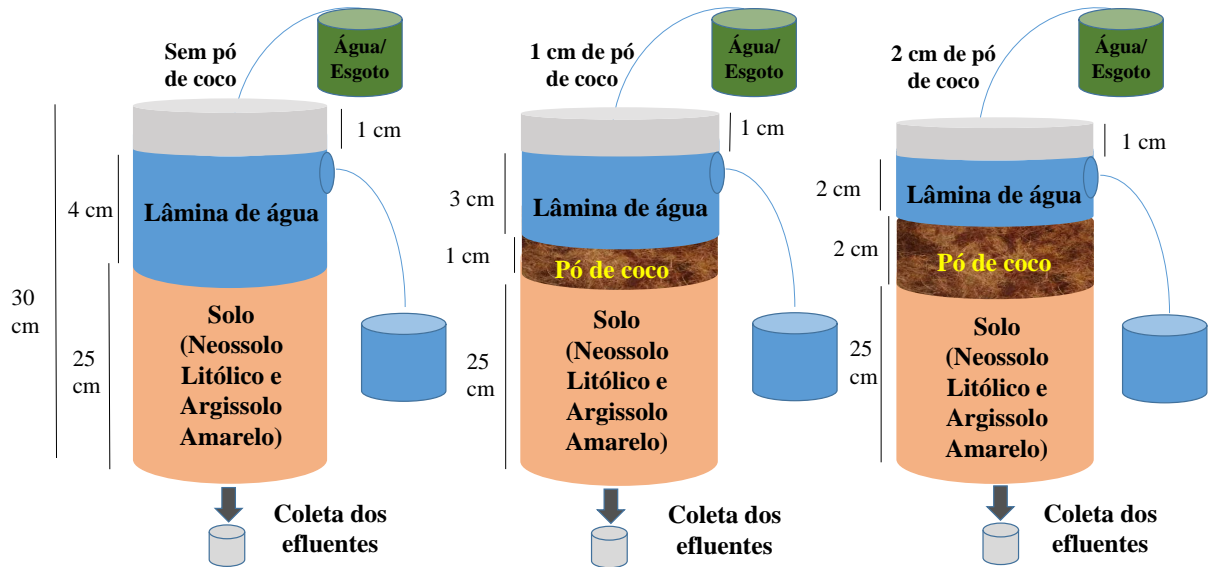 Sem pó
de coco
Água/
Esgoto
1 cm
4 cm
Lâmina de água
30
cm
25
cm
Solo
(Neossolo
Litólico e
Argissolo
Amarelo)
Coleta dos
efluentes
1 cm de pó
de coco
Água/
Esgoto
1 cm
3 cm
Lâmina de água
1 cm
Pó de coco
25
cm
Solo
(Neossolo
Litólico e
Argissolo
Amarelo)
Coleta dos
efluentes
2 cm de pó
de coco
Água/
Esgoto
1 cm
2 cm
Lâmina de água
2 cm
Pó de coco
25
cm
Solo
(Neossolo
Litólico e
Argissolo
Amarelo)
Coleta dos
efluentes